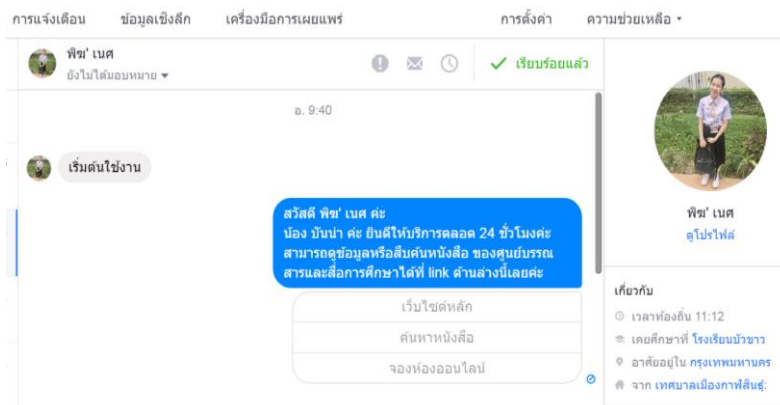 การแจ้งเตือน ข้อมูลเชิงลึก เครื่องมือการเผยแพร่ การตั้งค่า ความช่วยเหลือ
พิฆ' เนศ
ยังไม่ได้มอบหมาย
เรียบร้อยแล้ว
อ. 9:40
เริ่มต้นใช้งาน
สวัสดี พิฆ' เนศ ค่ะ
น้อง บันน่า ค่ะ ยินดีให้บริการตลอด 24 ชั่วโมงค่ะ
สามารถดูข้อมูลหรือสืบค้นหนังสือ ของศูนย์บรรณ
สารและสื่อการศึกษาได้ที่ link ด้านล่างนี้เลยค่ะ
เว็บไซต์หลัก
ค้นหาหนังสือ
จองห้องออนไลน์
พิฆ' เนศ
ดูโปรไฟล์
เกี่ยวกับ
เวลาท้องถิ่น 11:12
เคยศึกษาที่ โรงเรียนบัวขาว
อาศัยอยู่ใน กรุงเทพมหานคร
จาก เทศบาลเมืองกาฬสินธุ์: